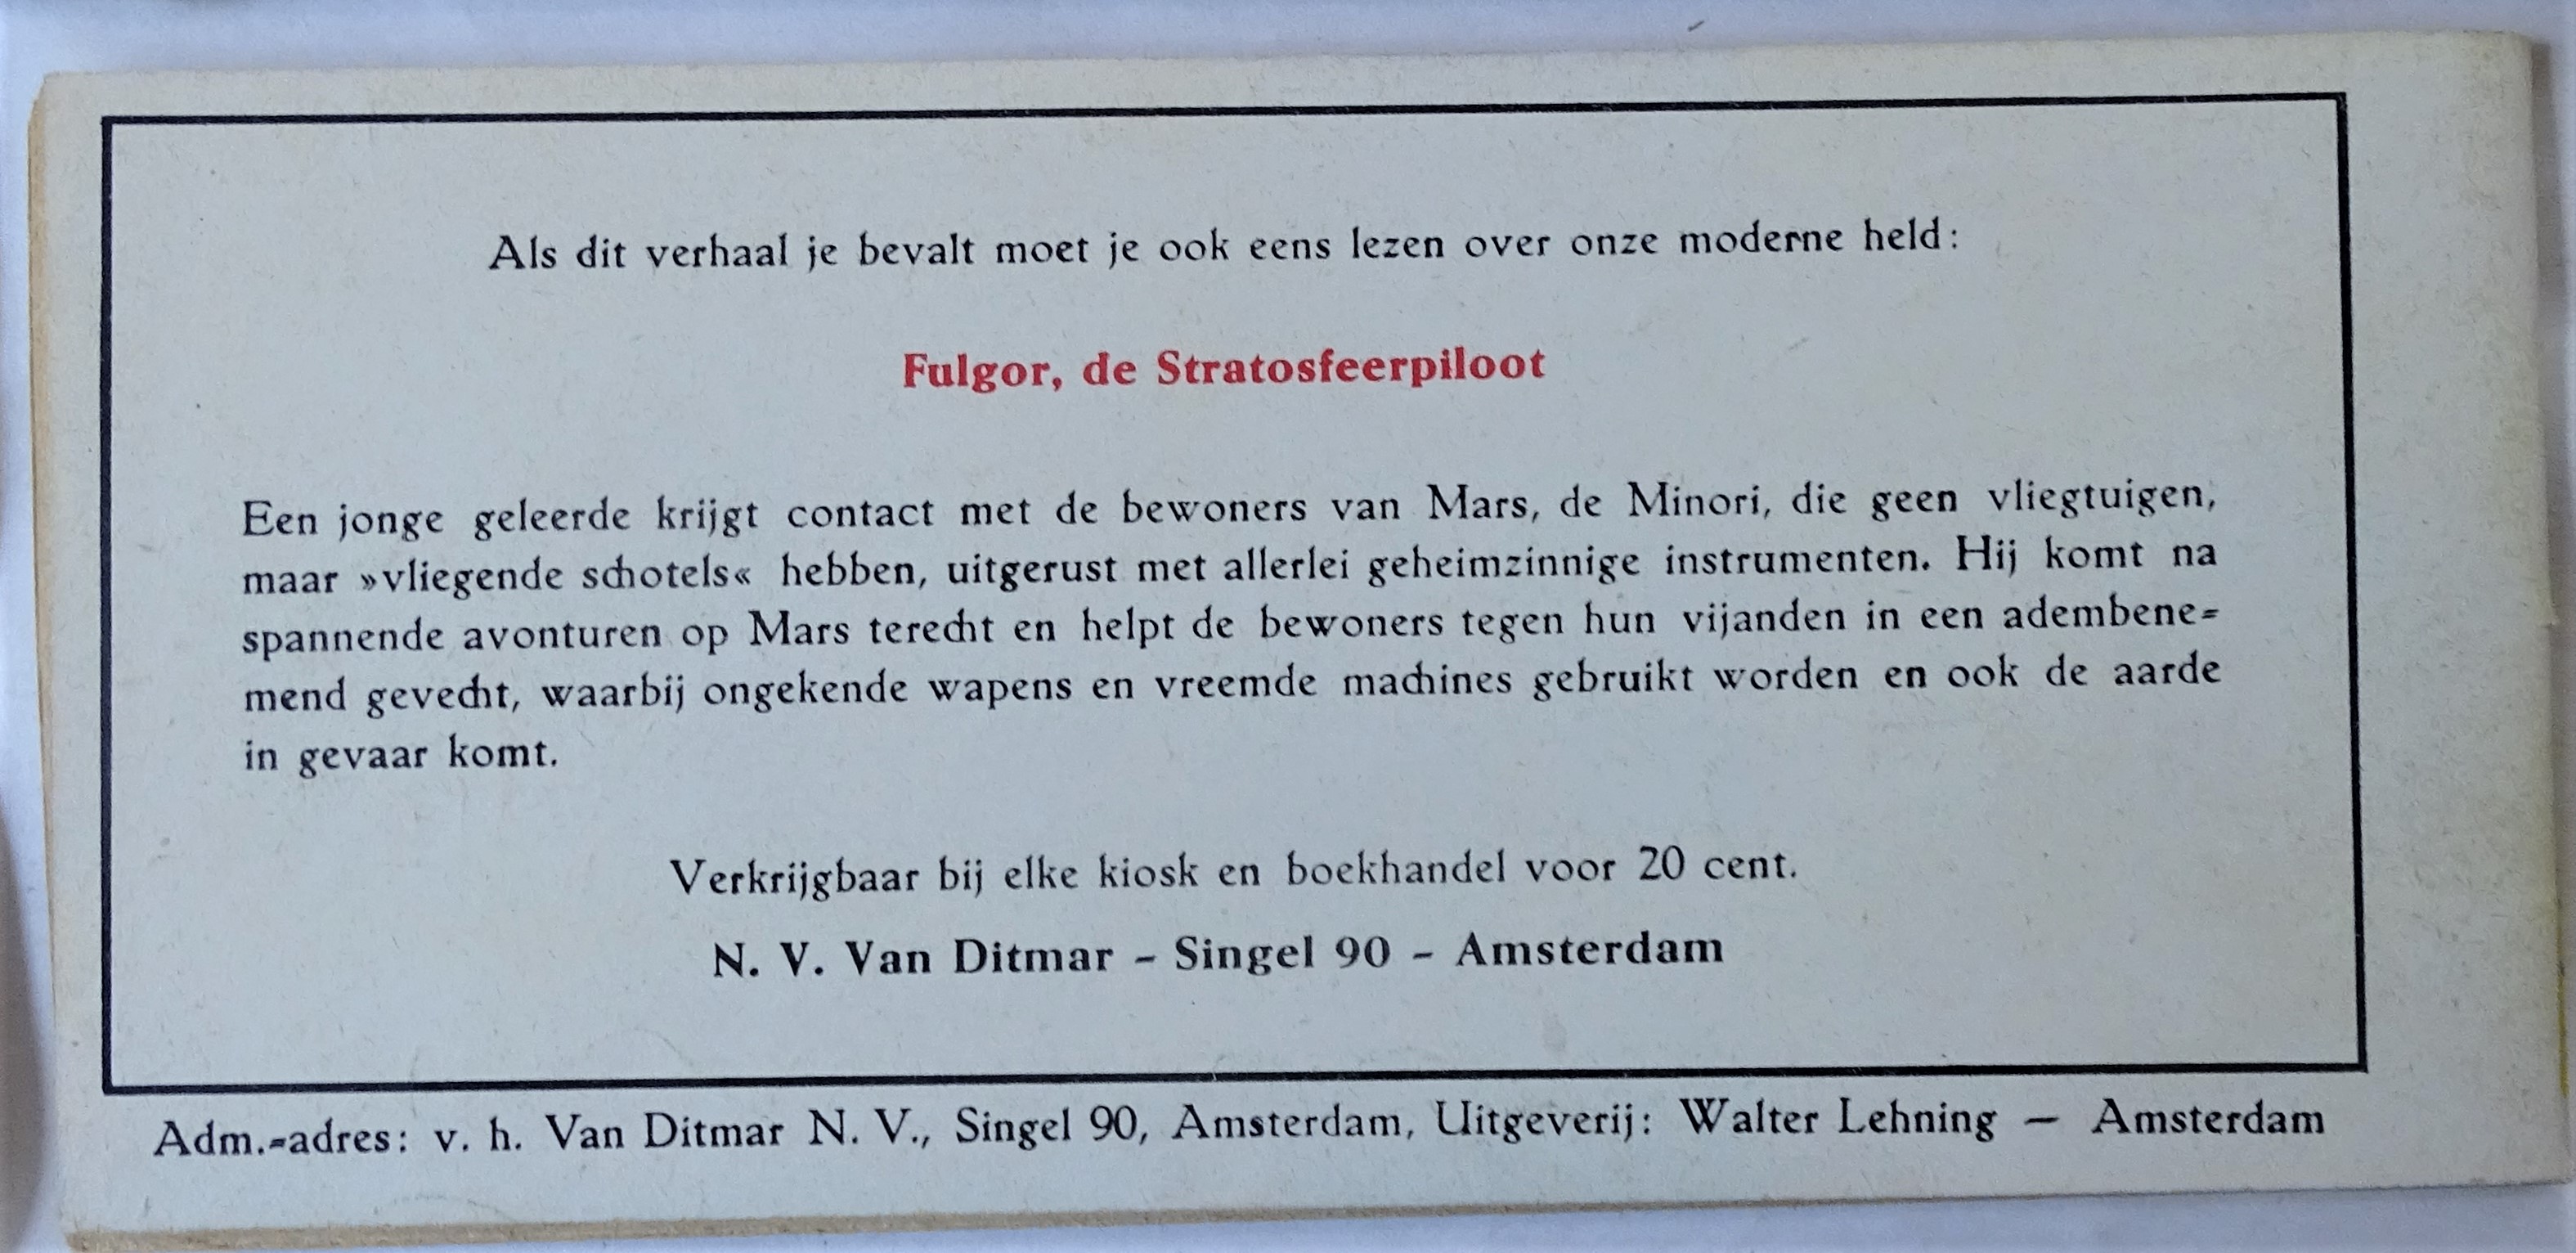 Als dit verhaal je bevalt moet je ook eens lezen over onze moderne held:
Fulgor, de Stratosfeerpiloot
Een jonge geleerde krijgt contact met de bewoners van Mars, de Minori, die geen vliegtuigen,
maar »vliegende schotels« hebben, uitgerust met allerlei geheimzinnige instrumenten. Hij komt na
spannende avonturen op Mars terecht en helpt de bewoners tegen hun vijanden in een adembene=
mend gevecht, waarbij ongekende wapens en vreemde machines gebruikt worden en ook de aarde
in gevaar komt.
Verkrijgbaar bij elke kiosk en boekhandel voor 20 cent.
N. V. Van Ditmar - Singel 90 - Amsterdam
Adm.=adres: v. h. Van Ditmar N. V., Singel 90, Amsterdam, Uitgeverij: Walter Lehning — Amsterdam